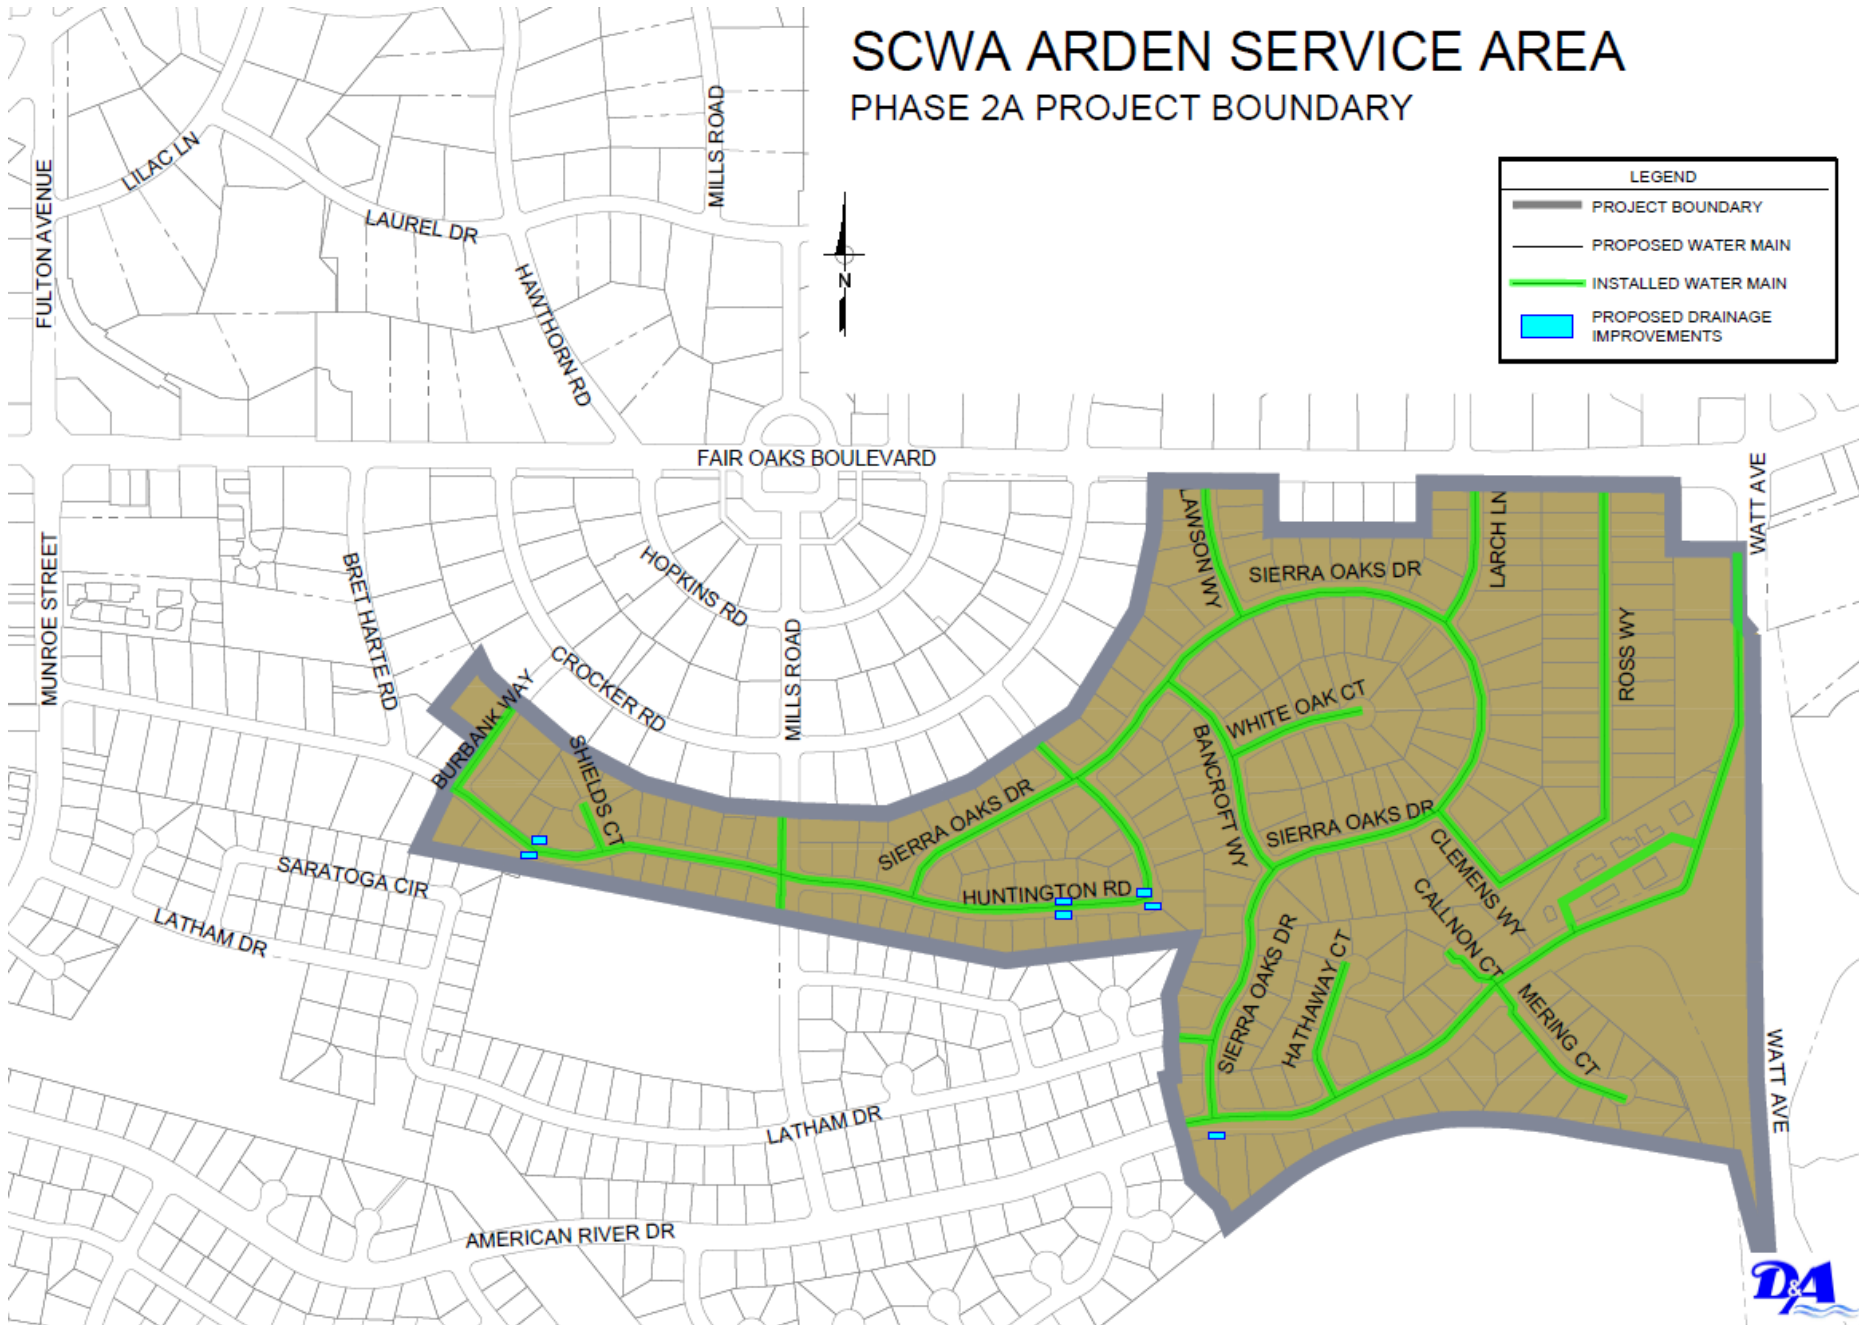 SCWA ARDEN SERVICE AREA
PHASE 2A PROJECT BOUNDARY
LEGEND
PROJECT BOUNDARY
PROPOSED WATER MAIN
INSTALLED WATER MAIN
PROPOSED DRAINAGE
IMPROVEMENTS
N
FULTON AVENUE
LILAC LN
LAUREL DR
MILLS ROAD
HAWTHORN RD
FAIR OAKS BOULEVARD
WATT AVE
MUNROE STREET
BRET HARTE RD
HOPKINS RD
CROCKER RD
MILLS ROAD
BURBANK WAY
SHIELDS CT
LAWSON WY
SIERRA OAKS DR
LARCH LN
ROSS WY
WHITE OAK CT
BANCROFT WY
SIERRA OAKS DR
SIERRA OAKS DR
CLEMENS WY
HUNTINGTON RD
CALLNON CT
SARATOGA CIR
LATHAM DR
SIERRA OAKS DR
HATHAWAY CT
MERING CT
WATT AVE
LATHAM DR
AMERICAN RIVER DR
D&A